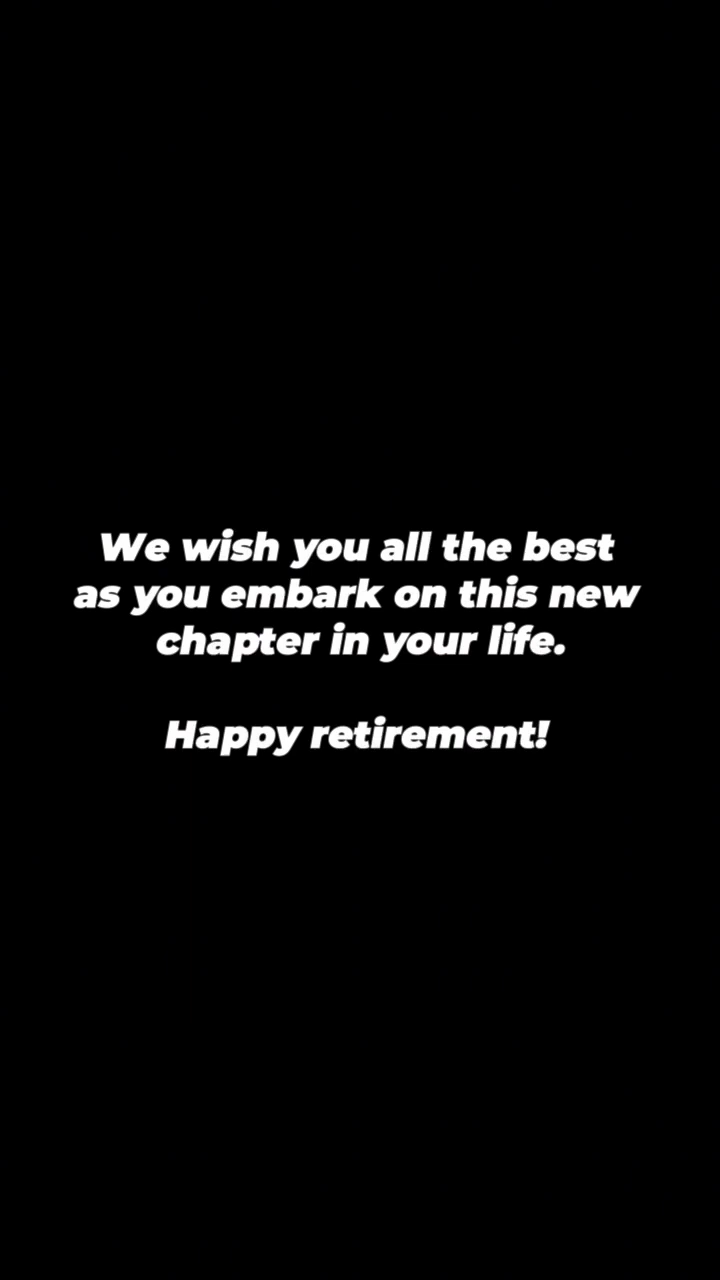 We wish you all the best
as you embark on this new
chapter in your life.
Happy retirement!